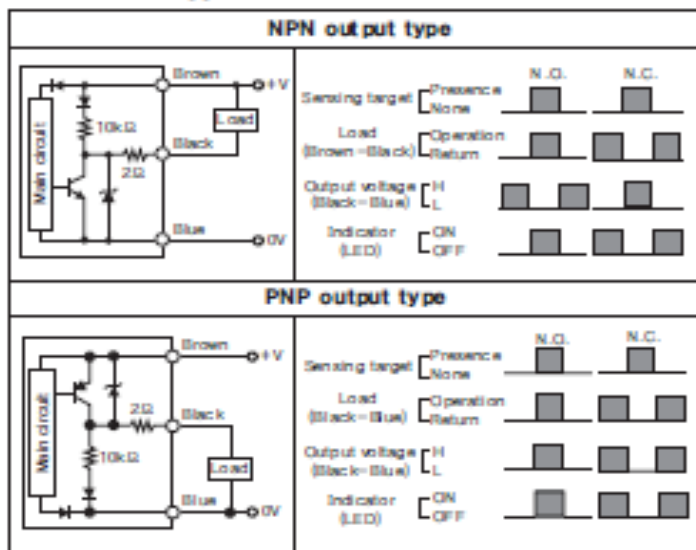 NPN output type
Brown
+V
10kΩ
Load
Black
2Ω
Main circuit
Blue
0V
N.O. N.C.
Sensing target Presence
None
Load Operation
(Brown-Black) Return
Output voltage H
(Black-Blue) L
Indicator ON
(LED) OFF
PNP output type
Brown
+V
2Ω
Black
Main circuit
10kΩ
Load
Blue
0V
N.O. N.C.
Sensing target Presence
None
Load Operation
(Black-Blue) Return
Output voltage H
(Black-Blue) L
Indicator ON
(LED) OFF